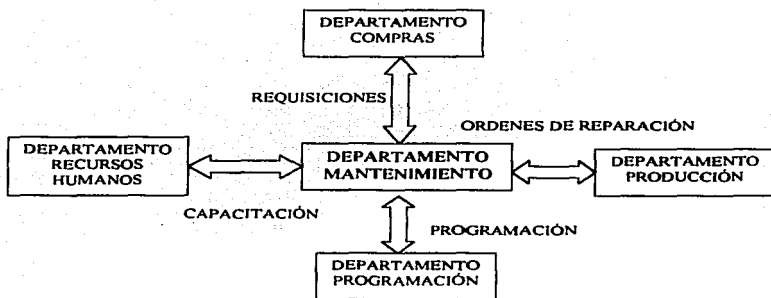 DEPARTAMENTO
COMPRAS
REQUISICIONES
ORDENES DE REPARACIÓN
DEPARTAMENTO
RECURSOS
HUMANOS
DEPARTAMENTO
MANTENIMIENTO
DEPARTAMENTO
PRODUCCIÓN
CAPACITACIÓN
PROGRAMACIÓN
DEPARTAMENTO
PROGRAMACIÓN